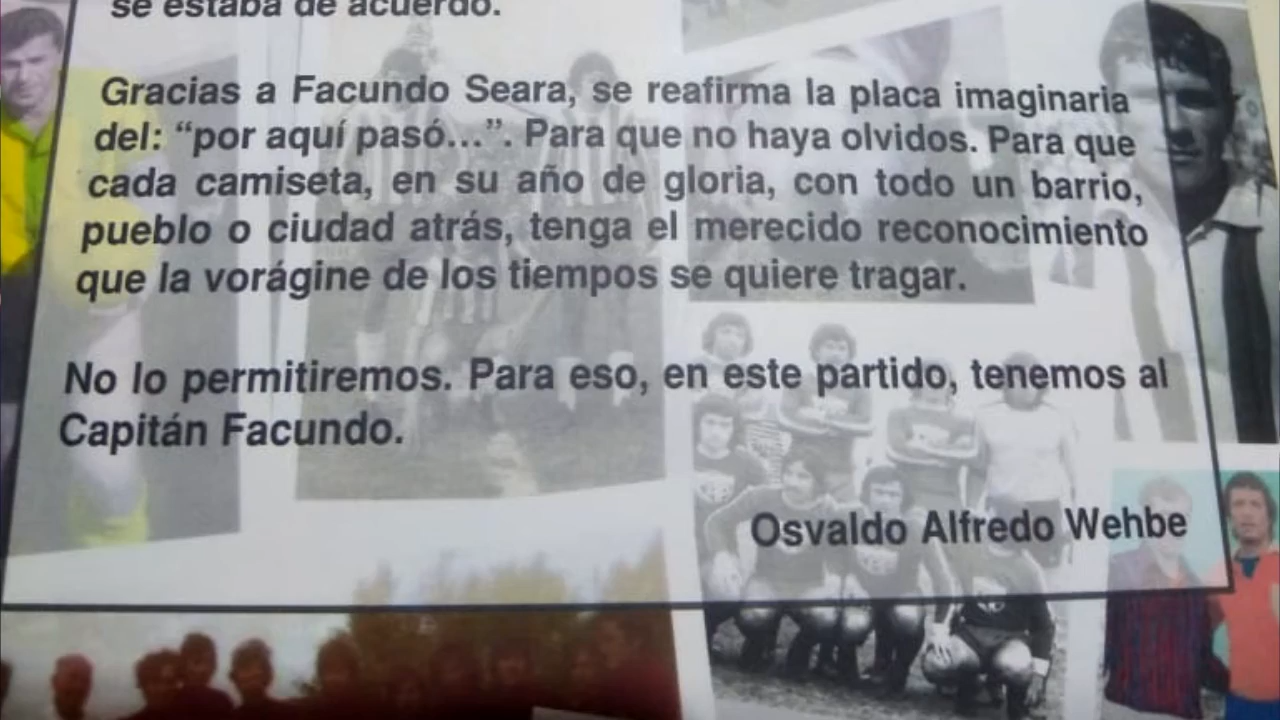 se estaba de acuerdo.
Gracias a Facundo Seara, se reafirma la placa imaginaria
del: “por aquí pasó...”. Para que no haya olvidos. Para que
cada camiseta, en su año de gloria, con todo un barrio,
pueblo o ciudad atrás, tenga el merecido reconocimiento
que la vorágine de los tiempos se quiere tragar.
No lo permitiremos. Para eso, en este partido, tenemos al
Capitán Facundo.
Osvaldo Alfredo Wehbe